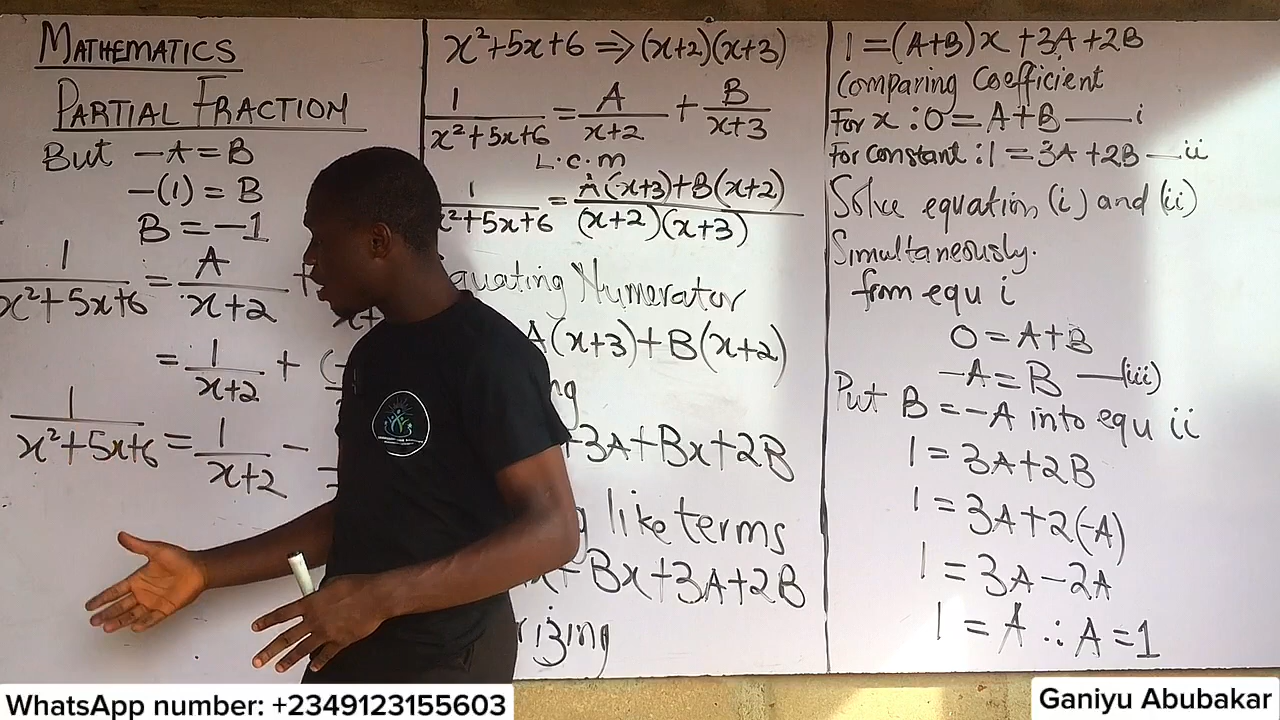 MATHEMATICS
PARTIAL FRACTION
But -A = B
-(1) = B
B = -1
1/(x²+5x+6) = A/(x+2) +
= 1/(x+2) + (-
1/(x²+5x+6) = 1/(x+2) -
x²+5x+6 => (x+2)(x+3)
1/(x²+5x+6) = A/(x+2) + B/(x+3)
L.c.m
1/(x²+5x+6) = (A(x+3)+B(x+2))/((x+2)(x+3))
quating Numerator
A(x+3)+B(x+2)
ng
+3A+Bx+2B
g like terms
x+Bx+3A+2B
rizing
1 = (A+B)x + 3A + 2B
Comparing Coefficient
For x : 0 = A+B — i
For constant : 1 = 3A + 2B — ii
Solve equation (i) and (ii)
Simultaneously.
from equ i
0 = A+B
-A = B — (iii)
Put B = -A into equ ii
1 = 3A+2B
1 = 3A+2(-A)
1 = 3A-2A
1 = A ∴ A = 1
WhatsApp number: +2349123155603
Ganiyu Abubakar